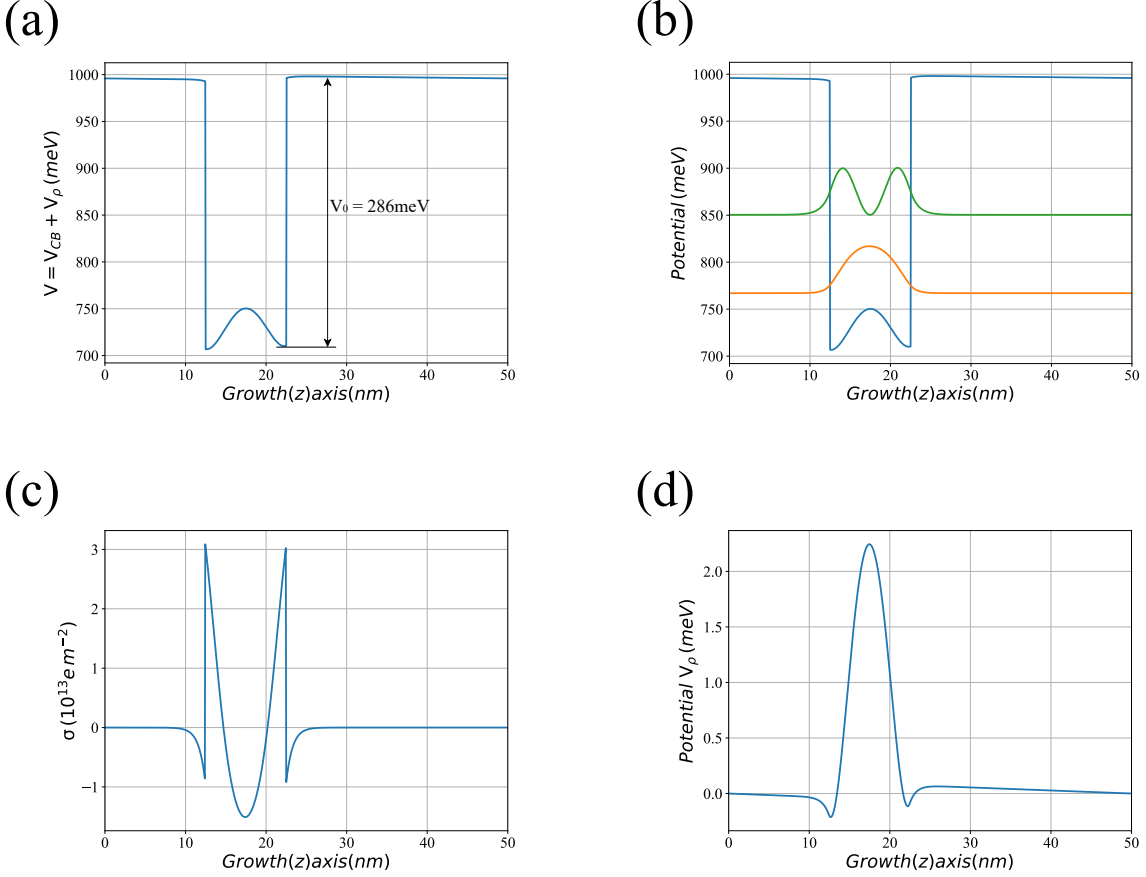 (a)
1000
950
900
850
800
750
700
V = V_CB + V_ρ (meV)
V₀ = 286meV
0 10 20 30 40 50
Growth(z)axis(nm)
(b)
1000
950
900
850
800
750
700
Potential (meV)
0 10 20 30 40 50
Growth(z)axis(nm)
(c)
3
2
1
0
−1
σ (10¹³em⁻²)
0 10 20 30 40 50
Growth(z)axis(nm)
(d)
2.0
1.5
1.0
0.5
0.0
Potential V_ρ (meV)
0 10 20 30 40 50
Growth(z)axis(nm)